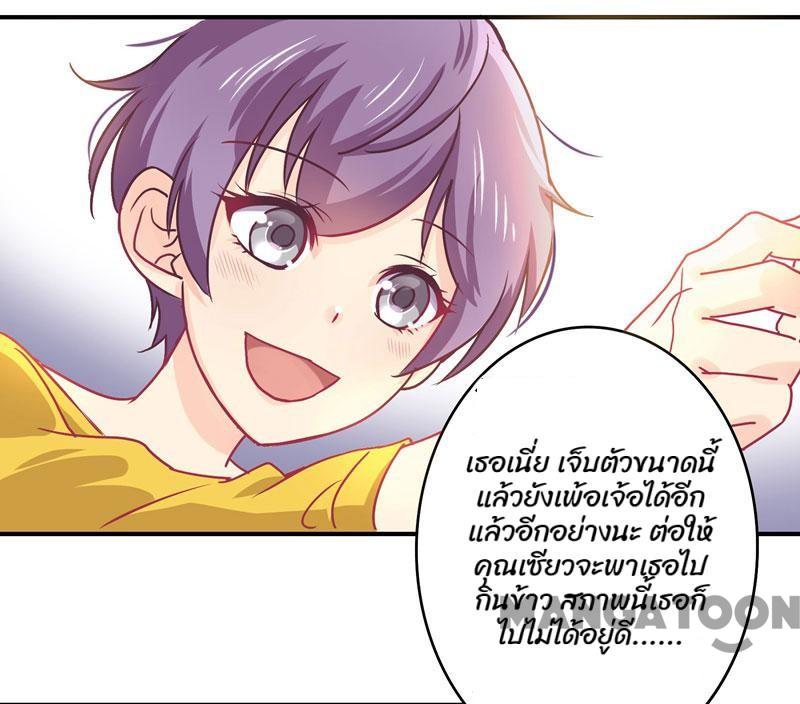 เธอเนี่ย เจ็บตัวขนาดนี้
แล้วยังเพ้อเจ้อได้อีก
แล้วอีกอย่างนะ ต่อให้
คุณเซียวจะพาเธอไป
กินข้าว สภาพนี้เธอก็
ไปไม่ได้อยู่ดี......
MANGATOON